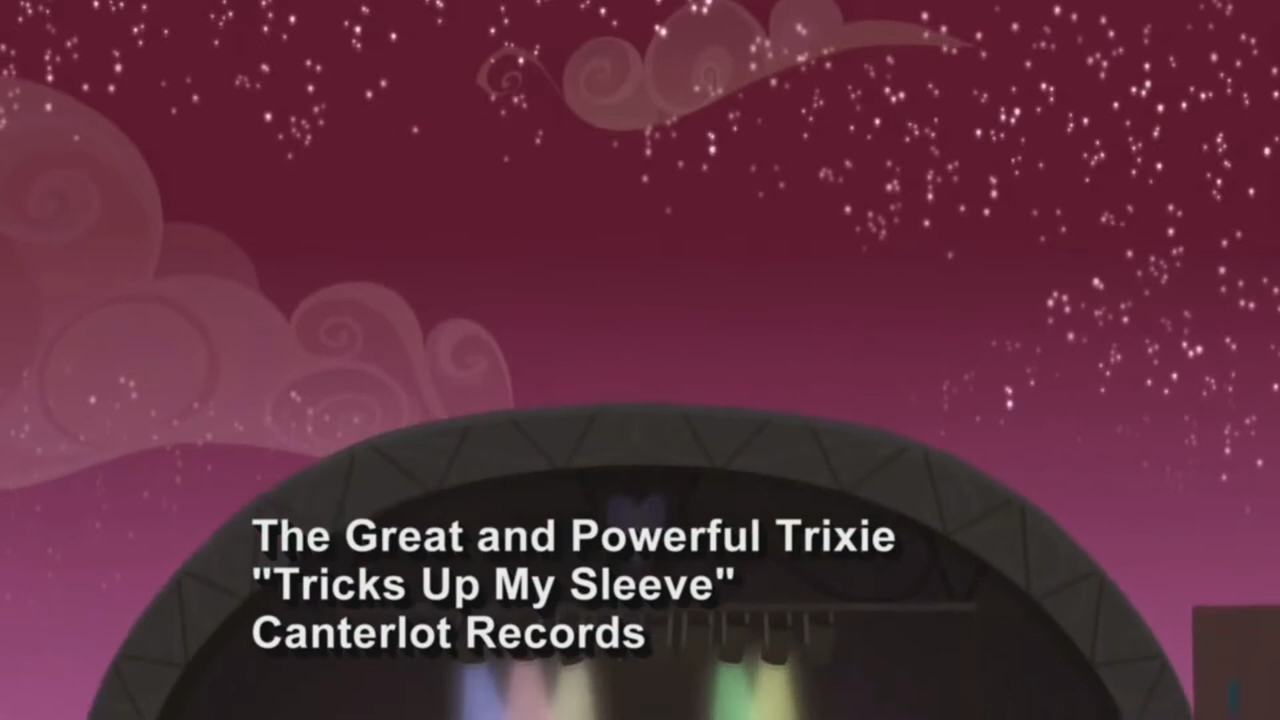 The Great and Powerful Trixie
"Tricks Up My Sleeve"
Canterlot Records